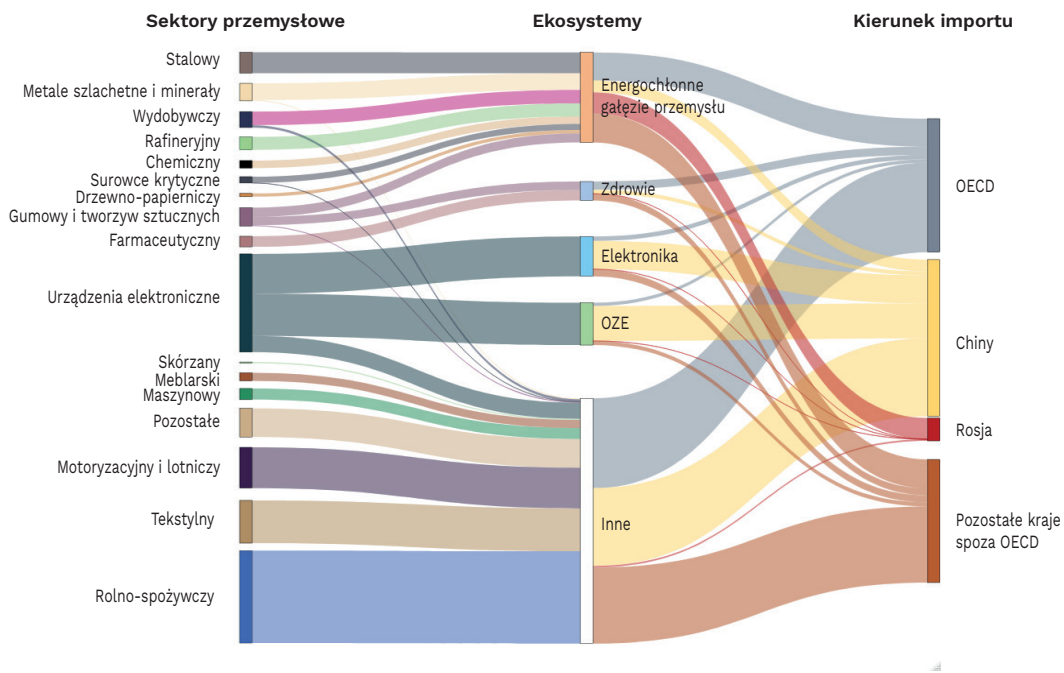 Sektory przemysłowe
Ekosystemy
Kierunek importu
Stalowy
Metale szlachetne i minerały
Wydobywczy
Rafineryjny
Chemiczny
Surowce krytyczne
Drzewno-papierniczy
Gumowy i tworzyw sztucznych
Farmaceutyczny
Urządzenia elektroniczne
Skórzany
Meblarski
Maszynowy
Pozostałe
Motoryzacyjny i lotniczy
Tekstylny
Rolno-spożywczy
Energochłonne
gałęzie przemysłu
Zdrowie
Elektronika
OZE
Inne
OECD
Chiny
Rosja
Pozostałe kraje
spoza OECD